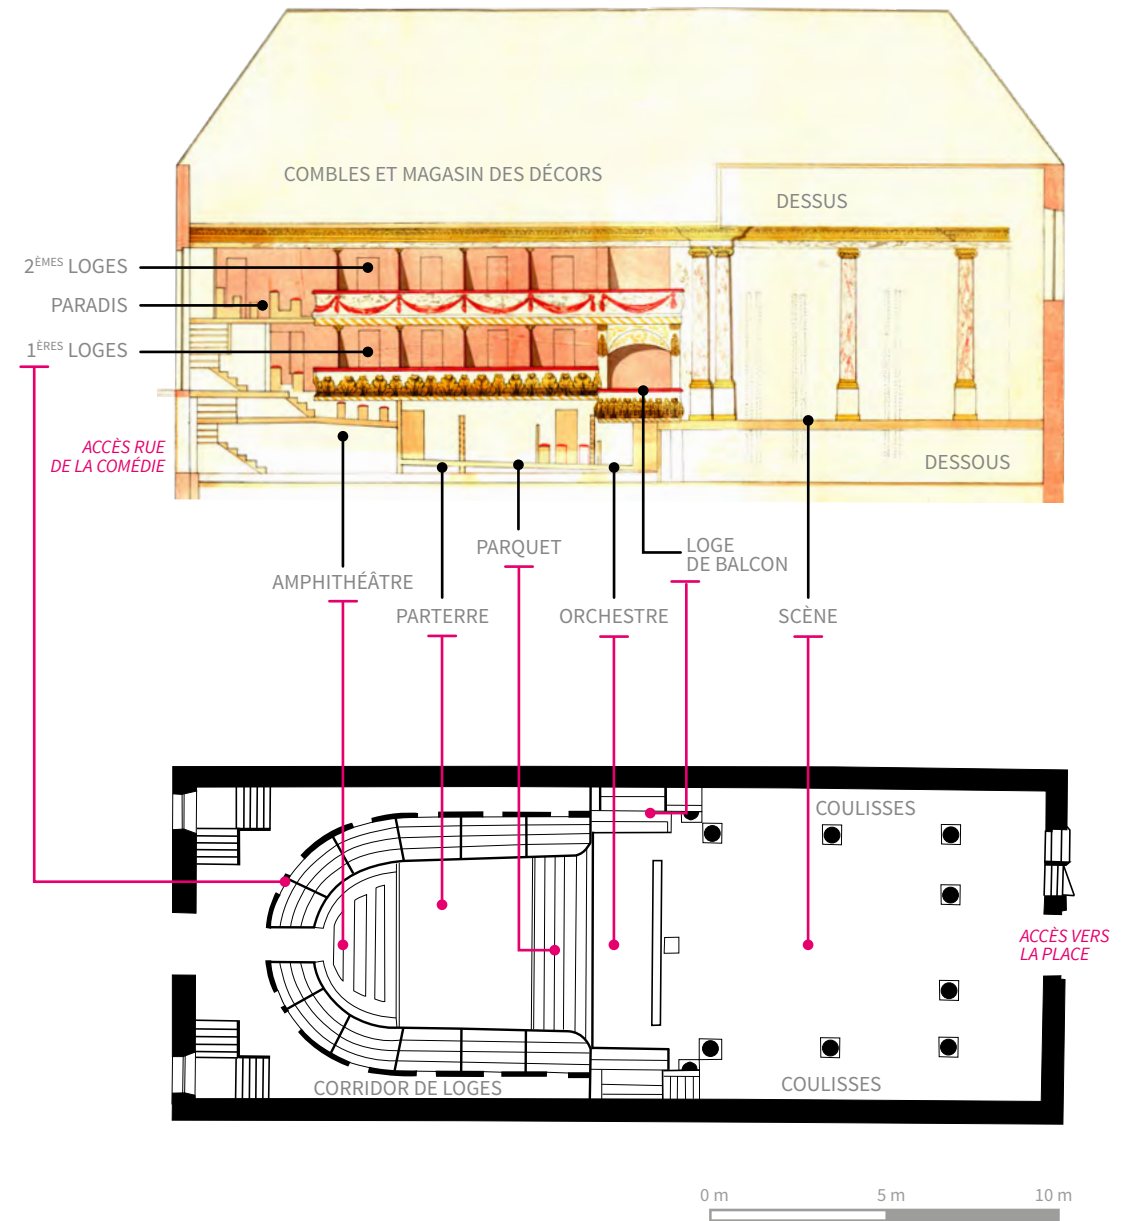 COMBLES ET MAGASIN DES DÉCORS
DESSUS
2ÈMES LOGES
PARADIS
1ÈRES LOGES
ACCÈS RUE
DE LA COMÉDIE
DESSOUS
PARQUET
LOGE
DE BALCON
AMPHITHÉÂTRE
PARTERRE
ORCHESTRE
SCÈNE
COULISSES
ACCÈS VERS
LA PLACE
COULISSES
CORRIDOR DE LOGES
0 m
5 m
10 m